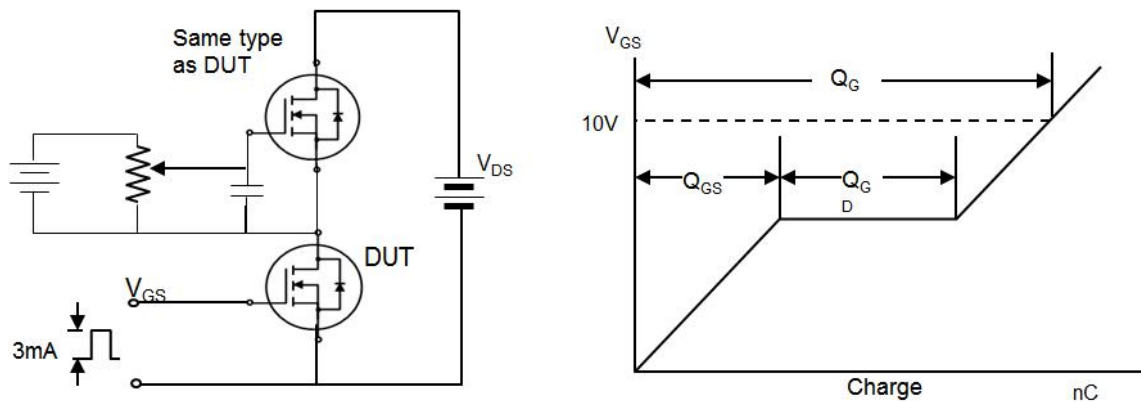 Same type
as DUT
V_DS
DUT
V_GS
3mA
V_GS
Q_G
10V
Q_GS
Q_G
D
Charge
nC